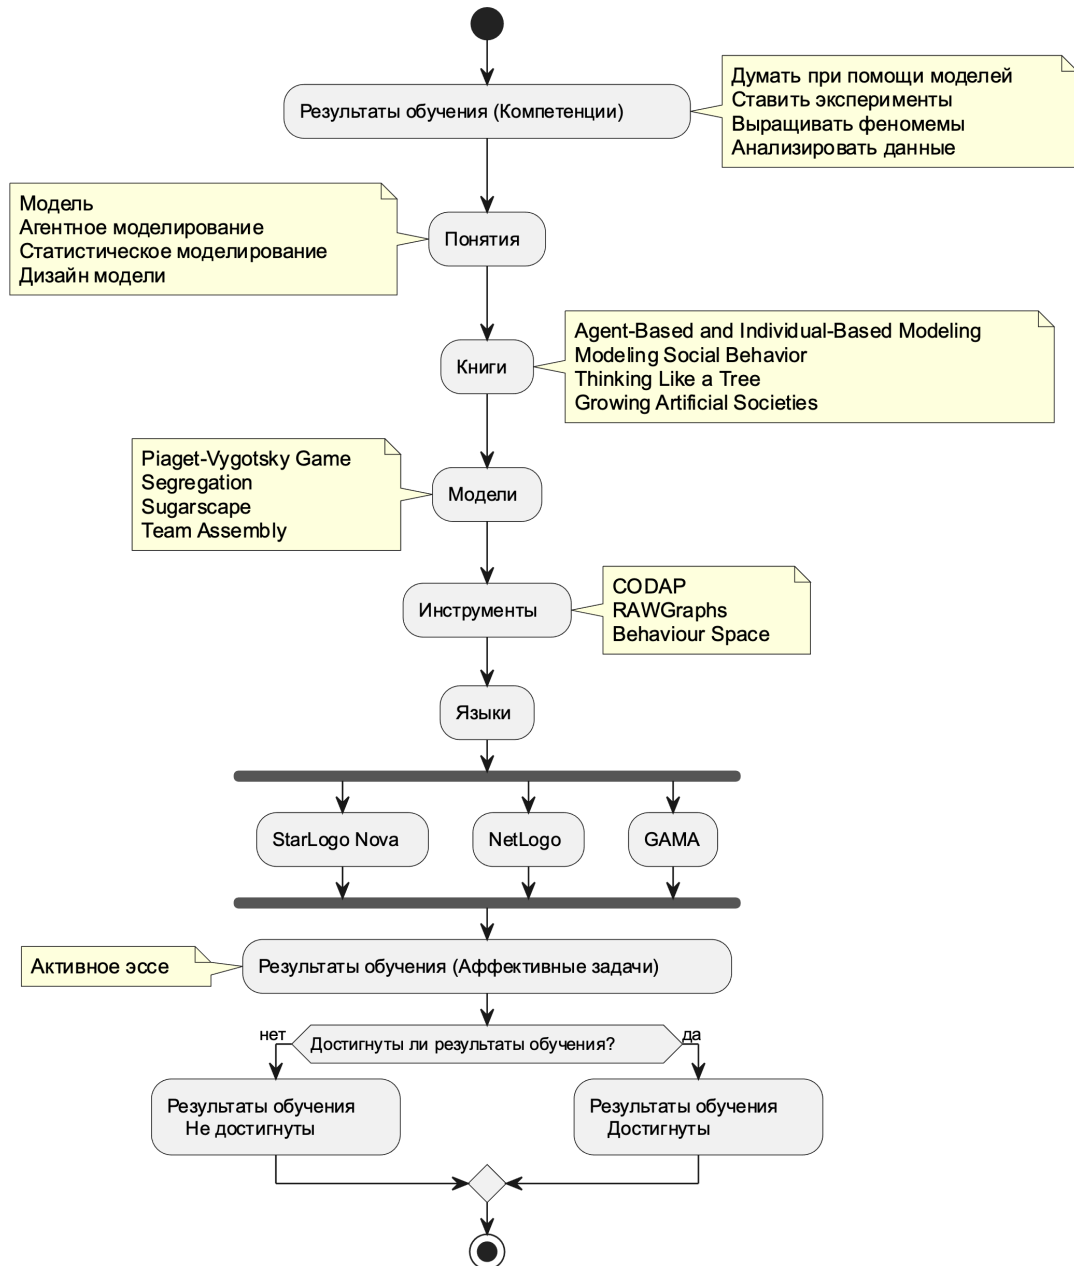 Результаты обучения (Компетенции)
Думать при помощи моделей
Ставить эксперименты
Выращивать феномемы
Анализировать данные
Модель
Агентное моделирование
Статистическое моделирование
Дизайн модели
Понятия
Книги
Agent-Based and Individual-Based Modeling
Modeling Social Behavior
Thinking Like a Tree
Growing Artificial Societies
Piaget-Vygotsky Game
Segregation
Sugarscape
Team Assembly
Модели
Инструменты
CODAP
RAWGraphs
Behaviour Space
Языки
StarLogo Nova
NetLogo
GAMA
Активное эссе
Результаты обучения (Аффективные задачи)
нет
Достигнуты ли результаты обучения?
да
Результаты обучения
Не достигнуты
Результаты обучения
Достигнуты